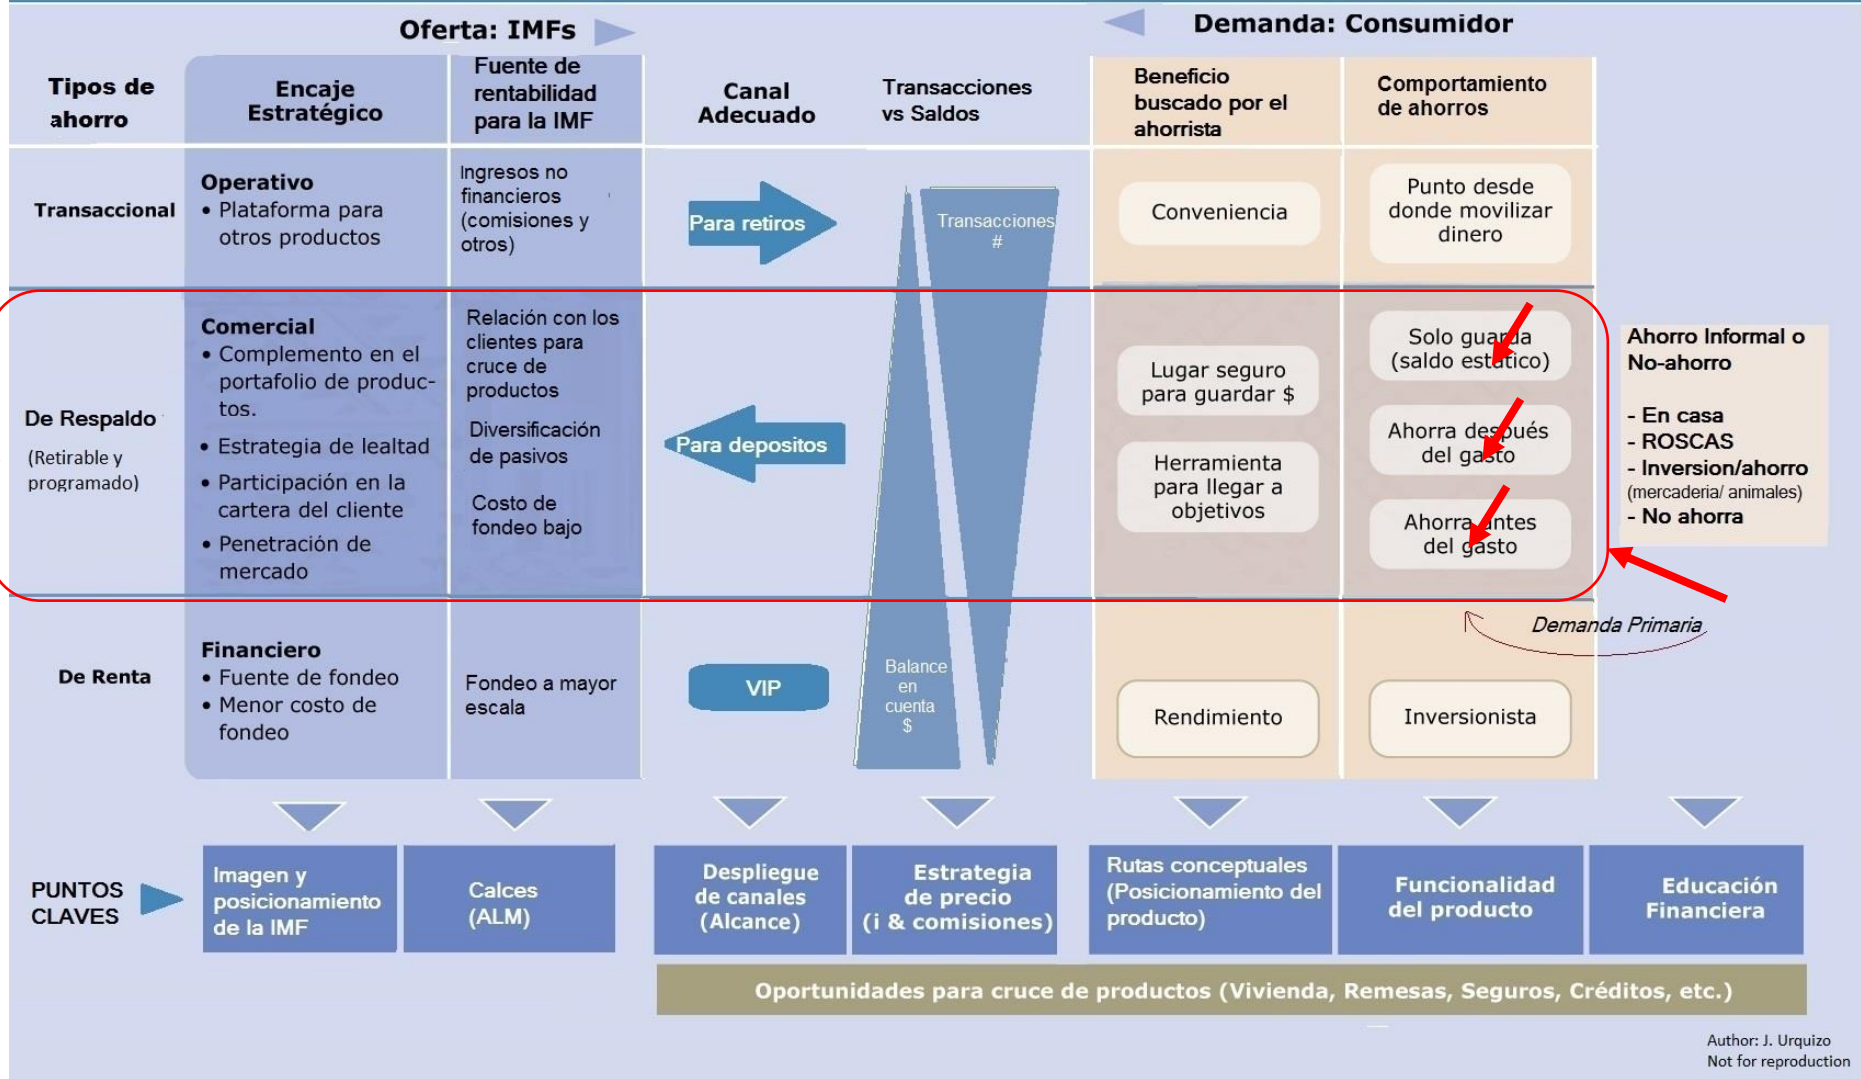 Oferta: IMFs
Demanda: Consumidor
Tipos de
ahorro
Encaje
Estratégico
Fuente de
rentabilidad
para la IMF
Canal
Adecuado
Transacciones
vs Saldos
Beneficio
buscado por el
ahorrista
Comportamiento
de ahorros
Transaccional
Operativo
• Plataforma para
otros productos
Ingresos no
financieros
(comisiones y
otros)
Para retiros
Transacciones
#
Conveniencia
Punto desde
donde movilizar
dinero
De Respaldo
(Retirable y
programado)
Comercial
• Complemento en el
portafolio de produc-
tos.
• Estrategia de lealtad
• Participación en la
cartera del cliente
• Penetración de
mercado
Relación con los
clientes para
cruce de
productos
Diversificación
de pasivos
Costo de
fondeo bajo
Para depositos
Lugar seguro
para guardar $
Herramienta
para llegar a
objetivos
Solo guarda
(saldo estático)
Ahorra después
del gasto
Ahorra antes
del gasto
Ahorro Informal o
No-ahorro
- En casa
- ROSCAS
- Inversion/ahorro
(mercaderia/ animales)
- No ahorra
Demanda Primaria
De Renta
Financiero
• Fuente de fondeo
• Menor costo de
fondeo
Fondeo a mayor
escala
VIP
Balance
en
cuenta
$
Rendimiento
Inversionista
PUNTOS
CLAVES
Imagen y
posicionamiento
de la IMF
Calces
(ALM)
Despliegue
de canales
(Alcance)
Estrategia
de precio
(i & comisiones)
Rutas conceptuales
(Posicionamiento del
producto)
Funcionalidad
del producto
Educación
Financiera
Oportunidades para cruce de productos (Vivienda, Remesas, Seguros, Créditos, etc.)
Author: J. Urquizo
Not for reproduction